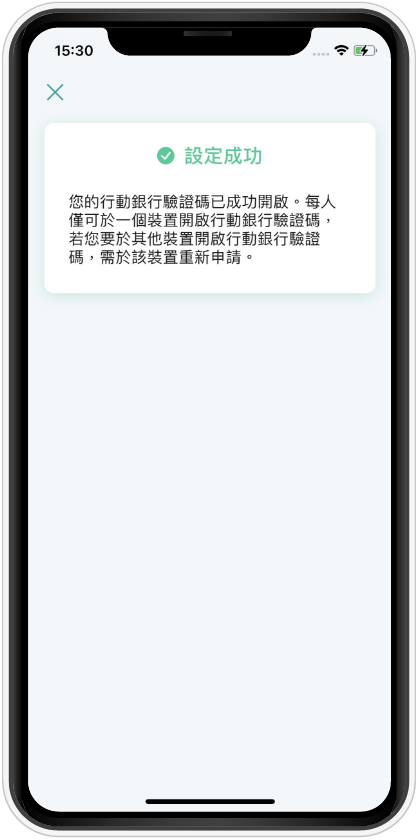 15:30
設定成功
您的行動銀行驗證碼已成功開啟。每人
僅可於一個裝置開啟行動銀行驗證碼，
若您要於其他裝置開啟行動銀行驗證
碼，需於該裝置重新申請。